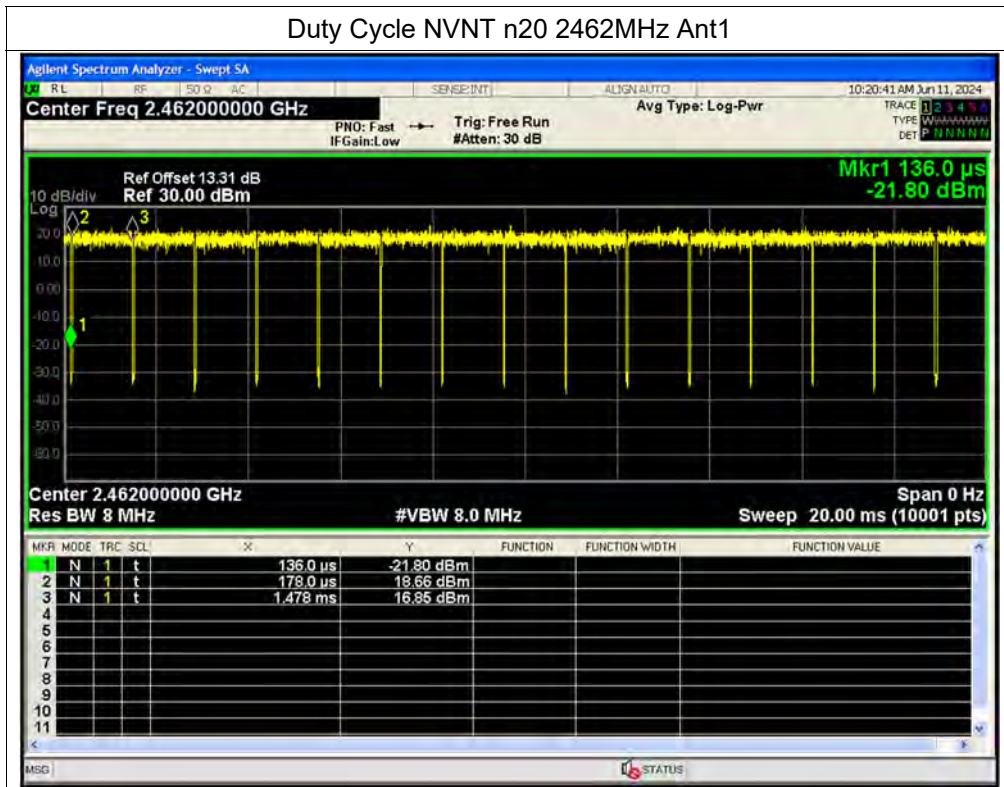 Duty Cycle NVNT n20 2462MHz Ant1
Agilent Spectrum Analyzer - Swept SA
RL RF 50 Ω AC SENSE:INT ALIGN AUTO 10:20:41 AM Jun 11, 2024
Center Freq 2.462000000 GHz Avg Type: Log-Pwr TRACE 1 2 3 4 5 6
PNO: Fast Trig: Free Run TYPE W
IFGain:Low #Atten: 30 dB DET P N N N N N
Mkr1 136.0 µs
Ref Offset 13.31 dB -21.80 dBm
10 dB/div Ref 30.00 dBm
Log
2 3
20.0
10.0
0.00
-10.0
1
-20.0
-30.0
-40.0
-50.0
-60.0
Center 2.462000000 GHz Span 0 Hz
Res BW 8 MHz #VBW 8.0 MHz Sweep 20.00 ms (10001 pts)
MKR MODE TRC SCL X Y FUNCTION FUNCTION WIDTH FUNCTION VALUE
1 N 1 t 136.0 µs -21.80 dBm
2 N 1 t 178.0 µs 18.66 dBm
3 N 1 t 1.478 ms 16.85 dBm
4
5
6
7
8
9
10
11
MSG STATUS